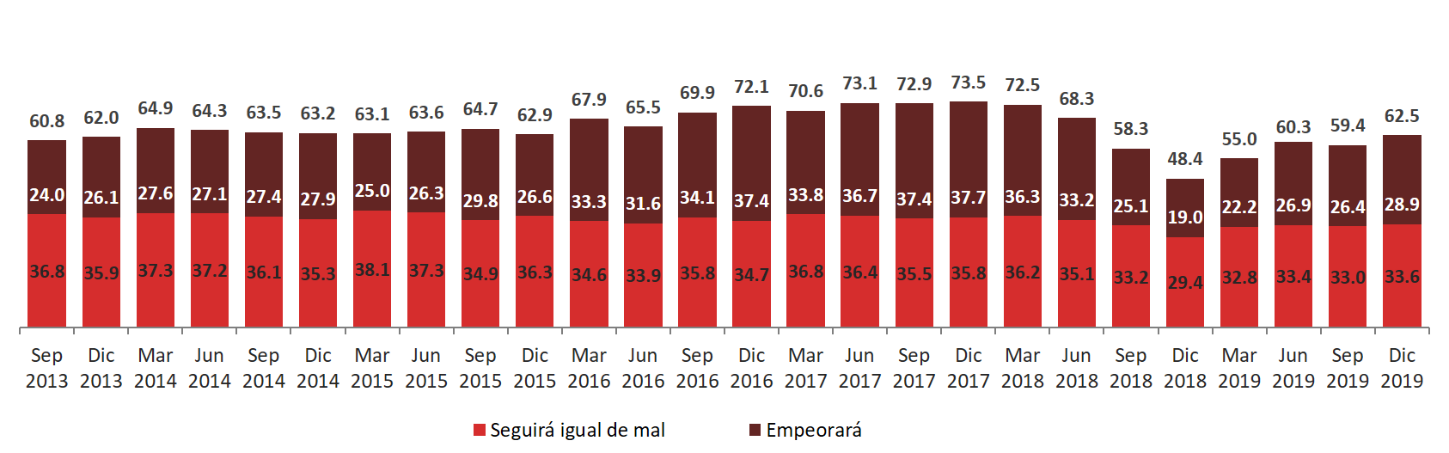 60.8 62.0 64.9 64.3 63.5 63.2 63.1 63.6 64.7 62.9 67.9 65.5 69.9 72.1 70.6 73.1 72.9 73.5 72.5 68.3 58.3 48.4 55.0 60.3 59.4 62.5
24.0 26.1 27.6 27.1 27.4 27.9 25.0 26.3 29.8 26.6 33.3 31.6 34.1 37.4 33.8 36.7 37.4 37.7 36.3 33.2 25.1 19.0 22.2 26.9 26.4 28.9
36.8 35.9 37.3 37.2 36.1 35.3 38.1 37.3 34.9 36.3 34.6 33.9 35.8 34.7 36.8 36.4 35.5 35.8 36.2 35.1 33.2 29.4 32.8 33.4 33.0 33.6
Sep Dic Mar Jun Sep Dic Mar Jun Sep Dic Mar Jun Sep Dic Mar Jun Sep Dic Mar Jun Sep Dic Mar Jun Sep Dic
2013 2013 2014 2014 2014 2014 2015 2015 2015 2015 2016 2016 2016 2016 2017 2017 2017 2017 2018 2018 2018 2018 2019 2019 2019 2019
Seguirá igual de mal Empeorará